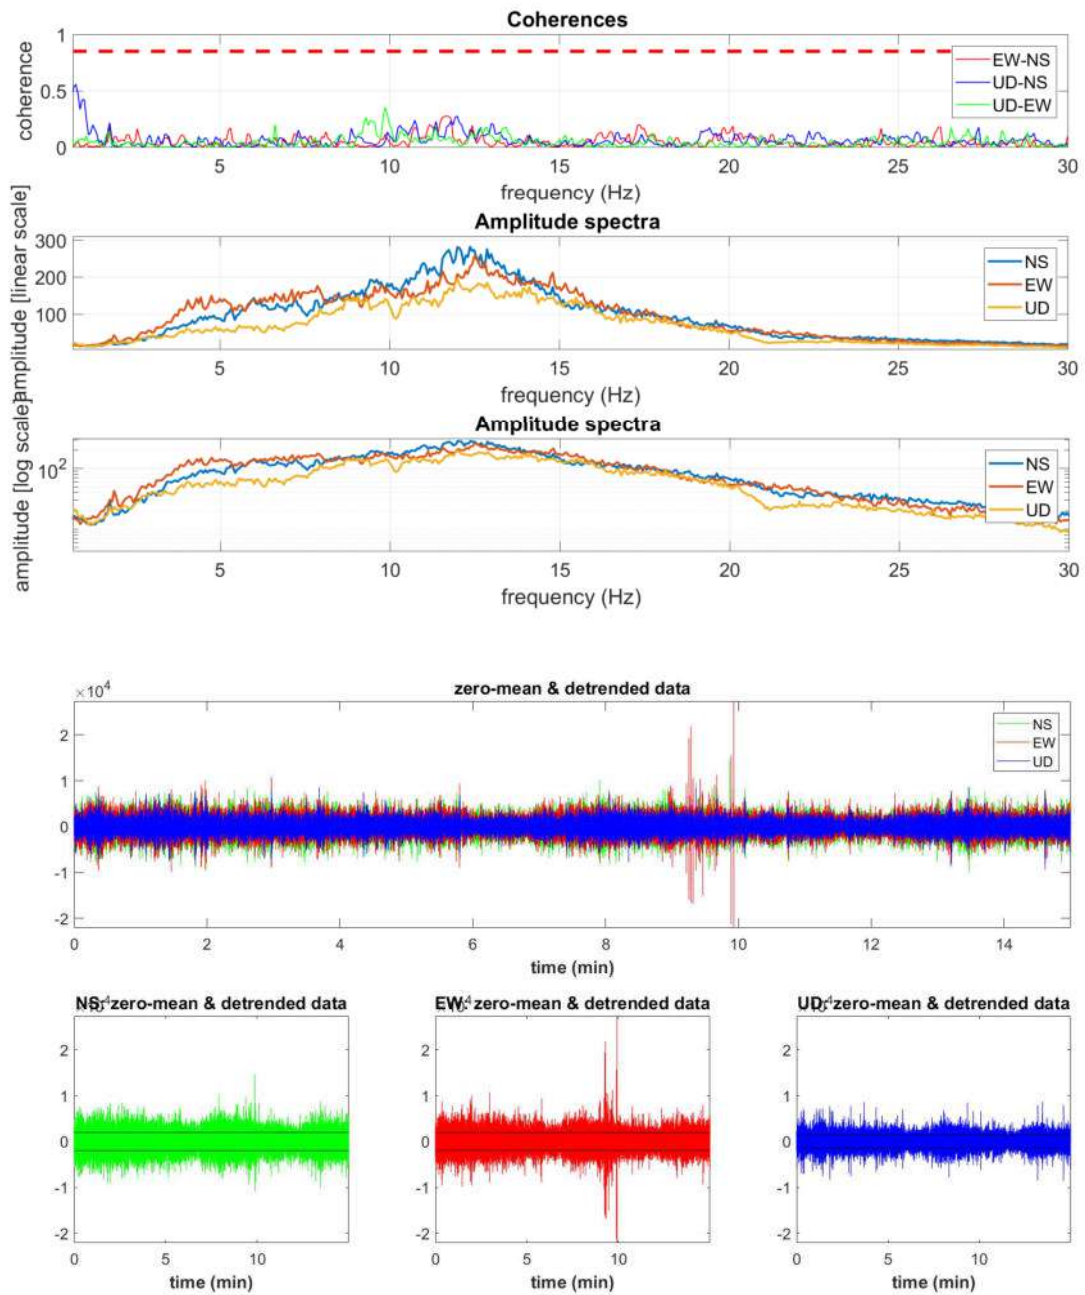 Coherences
coherence
1
0.5
0
EW-NS
UD-NS
UD-EW
5 10 15 20 25 30
frequency (Hz)
Amplitude spectra
amplitude [linear scale]
300
200
100
NS
EW
UD
5 10 15 20 25 30
frequency (Hz)
Amplitude spectra
amplitude [log scale]
10²
NS
EW
UD
5 10 15 20 25 30
frequency (Hz)
zero-mean & detrended data
×10⁴
2
1
0
-1
-2
NS
EW
UD
0 2 4 6 8 10 12 14
time (min)
NS: zero-mean & detrended data
2
1
0
-1
-2
0 5 10
time (min)
EW: zero-mean & detrended data
2
1
0
-1
-2
0 5 10
time (min)
UD: zero-mean & detrended data
2
1
0
-1
-2
0 5 10
time (min)